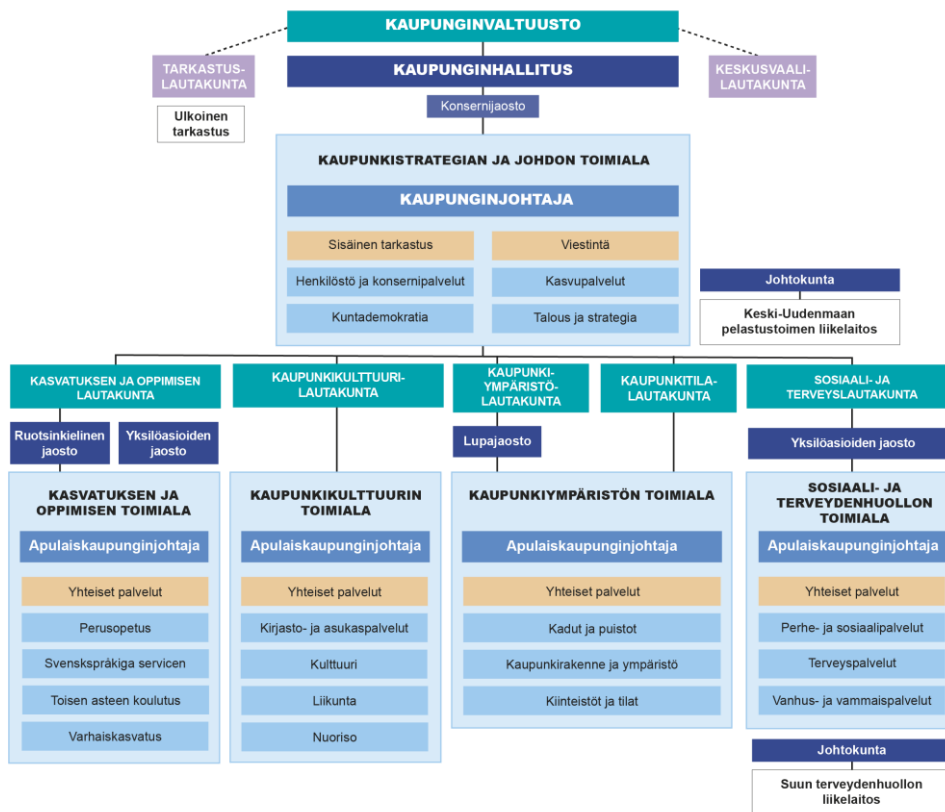 KAUPUNGINVALTUUSTO
TARKASTUS-
LAUTAKUNTA
KAUPUNGINHALLITUS
KESKUSVAALI-
LAUTAKUNTA
Ulkoinen
tarkastus
Konsernijaosto
KAUPUNKISTRATEGIAN JA JOHDON TOIMIALA
KAUPUNGINJOHTAJA
Sisäinen tarkastus
Viestintä
Henkilöstö ja konsernipalvelut
Kasvupalvelut
Kuntademokratia
Talous ja strategia
Johtokunta
Keski-Uudenmaan
pelastustoimen liikelaitos
KASVATUKSEN JA OPPIMISEN
LAUTAKUNTA
KAUPUNKIKULTTUURI-
LAUTAKUNTA
KAUPUNKI-
YMPÄRISTÖ-
LAUTAKUNTA
KAUPUNKITILA-
LAUTAKUNTA
SOSIAALI- JA
TERVEYSLAUTAKUNTA
Ruotsinkielinen
jaosto
Yksilöasioiden
jaosto
Lupajaosto
Yksilöasioiden jaosto
KASVATUKSEN JA
OPPIMISEN TOIMIALA
Apulaiskaupunginjohtaja
Yhteiset palvelut
Perusopetus
Svenskspråkiga servicen
Toisen asteen koulutus
Varhaiskasvatus
KAUPUNKIKULTTUURIN
TOIMIALA
Apulaiskaupunginjohtaja
Yhteiset palvelut
Kirjasto- ja asukaspalvelut
Kulttuuri
Liikunta
Nuoriso
KAUPUNKIYMPÄRISTÖN TOIMIALA
Apulaiskaupunginjohtaja
Yhteiset palvelut
Kadut ja puistot
Kaupunkirakenne ja ympäristö
Kiinteistöt ja tilat
SOSIAALI- JA
TERVEYDENHUOLLON
TOIMIALA
Apulaiskaupunginjohtaja
Yhteiset palvelut
Perhe- ja sosiaalipalvelut
Terveyspalvelut
Vanhus- ja vammaispalvelut
Johtokunta
Suun terveydenhuollon
liikelaitos